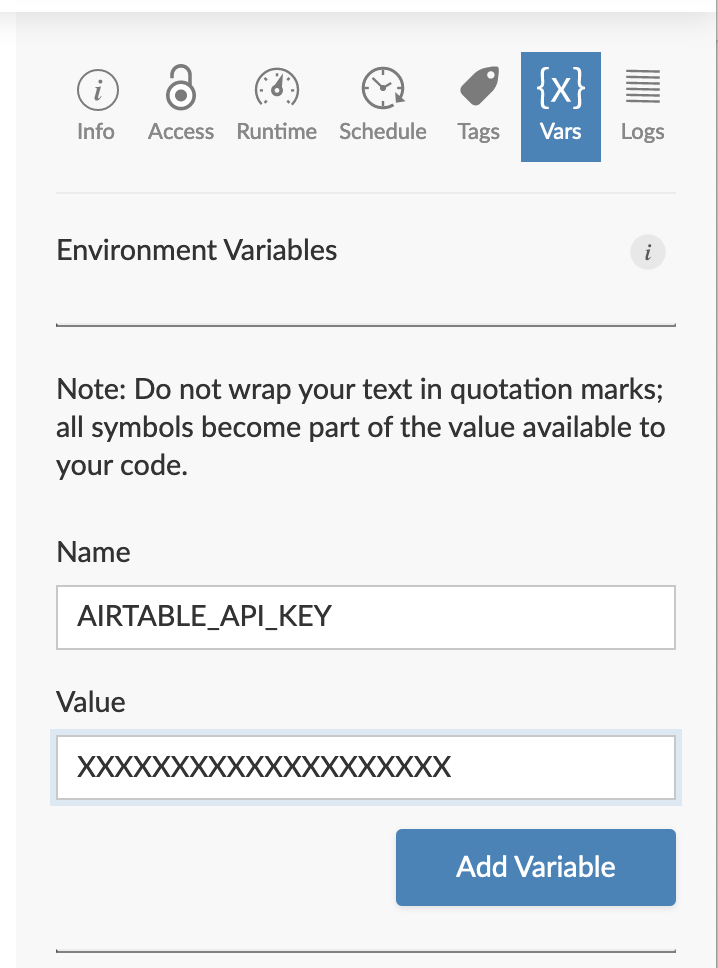 Info Access Runtime Schedule Tags Vars Logs
Environment Variables
Note: Do not wrap your text in quotation marks;
all symbols become part of the value available to
your code.
Name
AIRTABLE_API_KEY
Value
XXXXXXXXXXXXXXXXXXXX
Add Variable